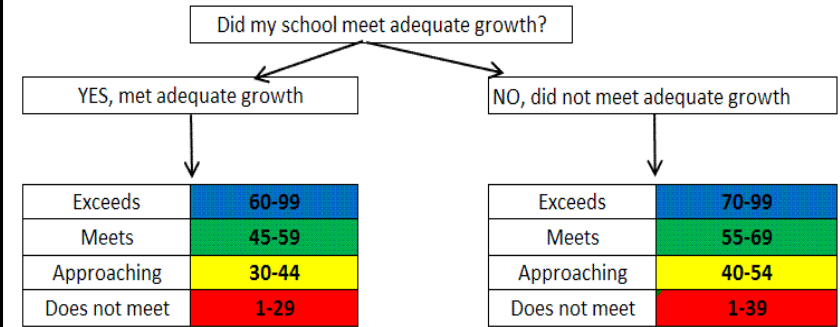 Did my school meet adequate growth?
YES, met adequate growth
NO, did not meet adequate growth
Exceeds 60-99
Meets 45-59
Approaching 30-44
Does not meet 1-29
Exceeds 70-99
Meets 55-69
Approaching 40-54
Does not meet 1-39